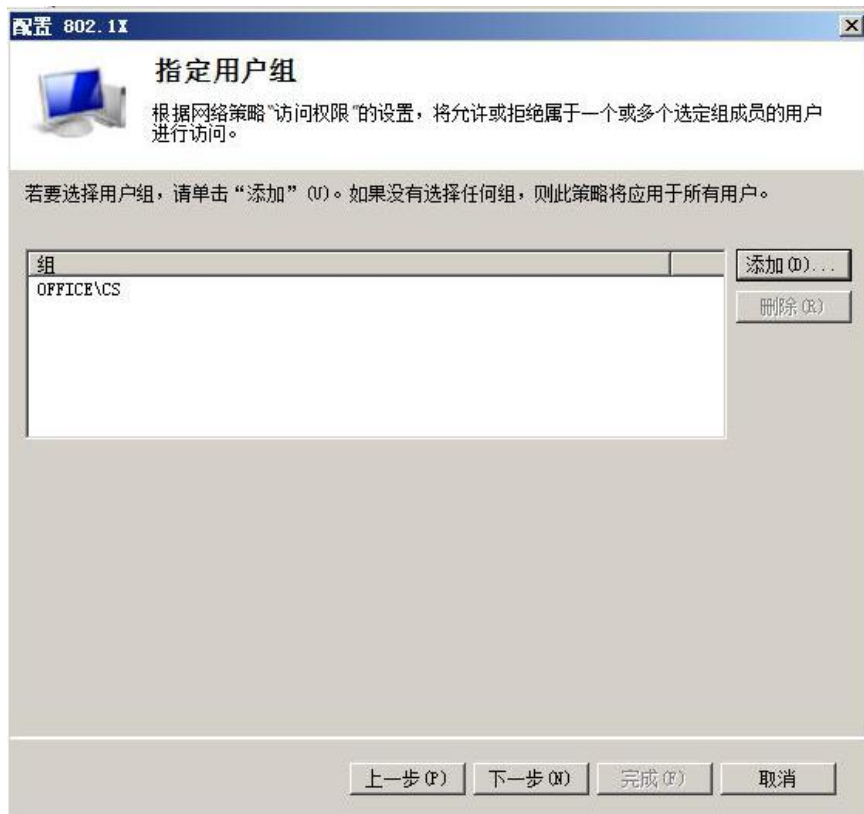 配置 802.1X
指定用户组
根据网络策略“访问权限”的设置，将允许或拒绝属于一个或多个选定组成员的用户
进行访问。
若要选择用户组，请单击“添加”(U)。如果没有选择任何组，则此策略将应用于所有用户。
组
添加(D)...
OFFICE\CS
删除(R)
上一步(P)
下一步(N)
完成(F)
取消